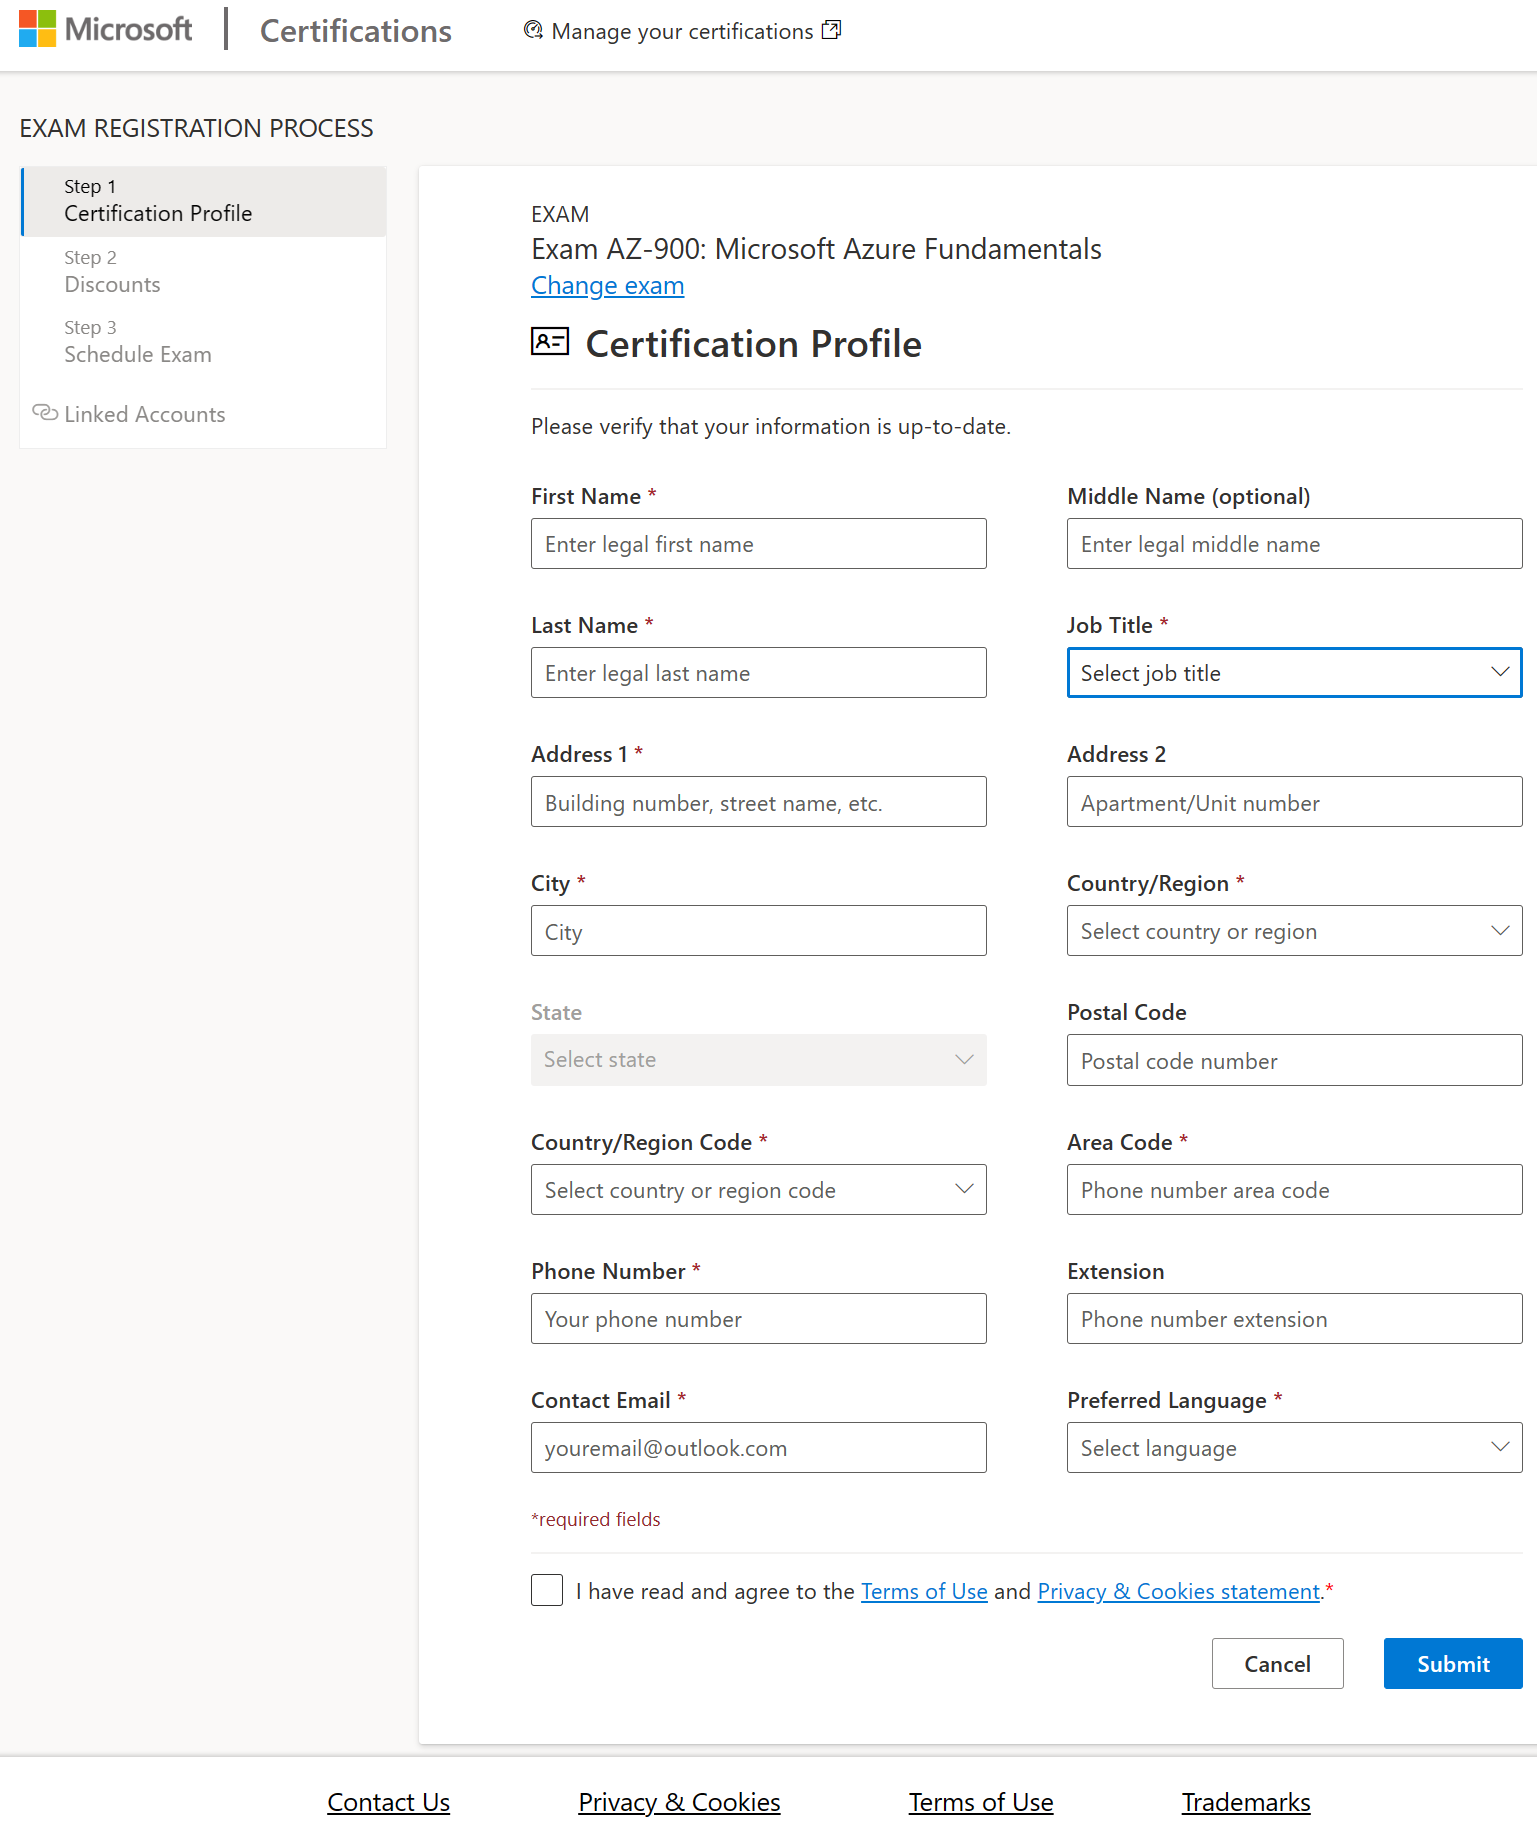 Microsoft
Certifications
Manage your certifications
EXAM REGISTRATION PROCESS
Step 1
Certification Profile
Step 2
Discounts
Step 3
Schedule Exam
Linked Accounts
EXAM
Exam AZ-900: Microsoft Azure Fundamentals
Change exam
Certification Profile
Please verify that your information is up-to-date.
First Name *
Enter legal first name
Middle Name (optional)
Enter legal middle name
Last Name *
Enter legal last name
Job Title *
Select job title
Address 1 *
Building number, street name, etc.
Address 2
Apartment/Unit number
City *
City
Country/Region *
Select country or region
State
Select state
Postal Code
Postal code number
Country/Region Code *
Select country or region code
Area Code *
Phone number area code
Phone Number *
Your phone number
Extension
Phone number extension
Contact Email *
youremail@outlook.com
Preferred Language *
Select language
*required fields
I have read and agree to the Terms of Use and Privacy & Cookies statement.*
Cancel
Submit
Contact Us
Privacy & Cookies
Terms of Use
Trademarks